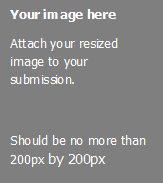 Your image here
Attach your resized
image to your
submission.
Should be no more than
200px by 200px